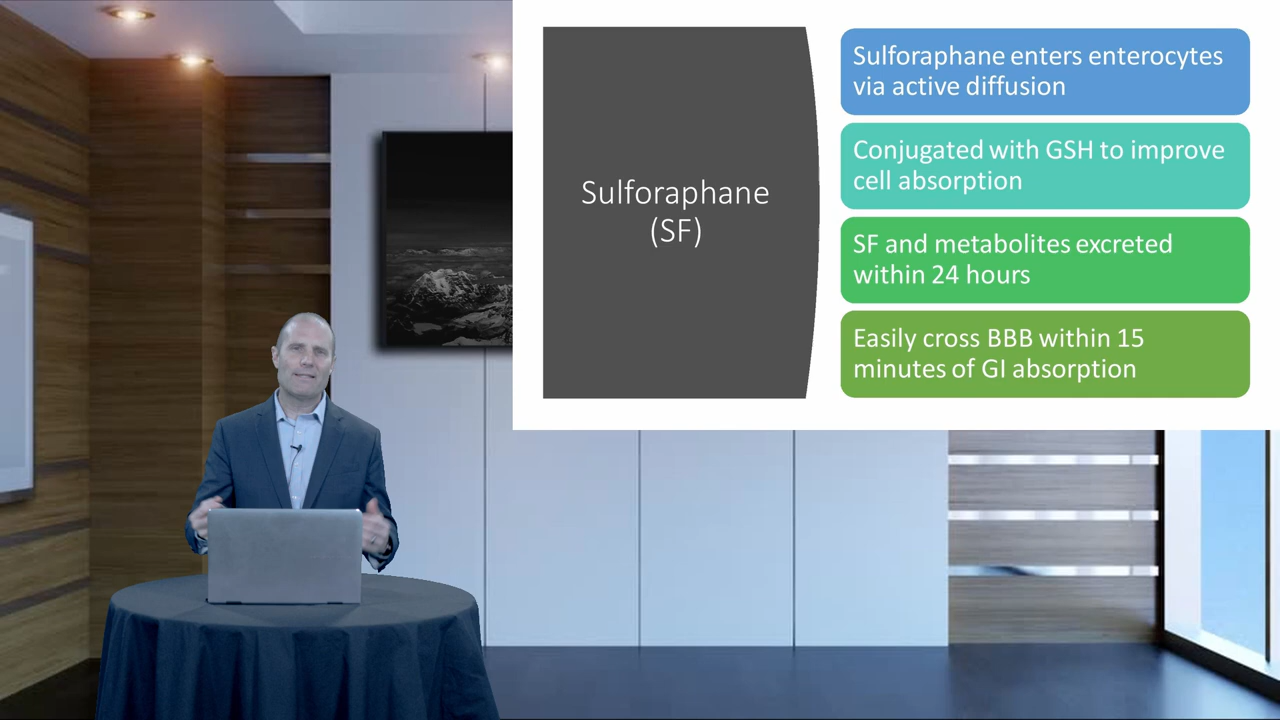 Sulforaphane
(SF)
Sulforaphane enters enterocytes
via active diffusion
Conjugated with GSH to improve
cell absorption
SF and metabolites excreted
within 24 hours
Easily cross BBB within 15
minutes of GI absorption